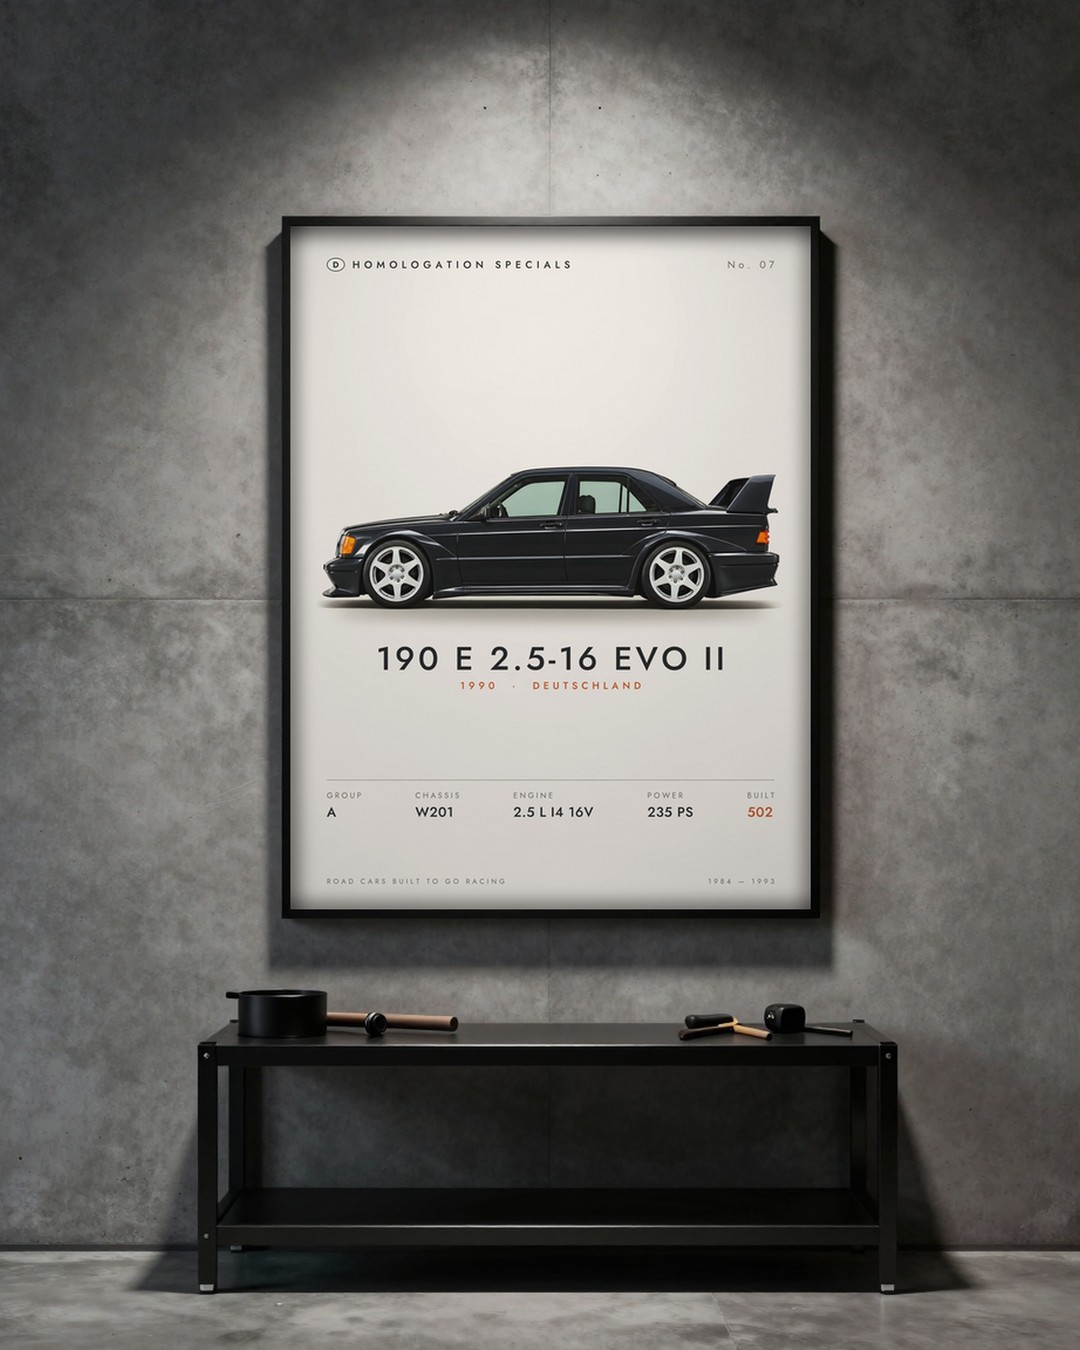 D HOMOLOGATION SPECIALS No. 07
190 E 2.5-16 EVO II
1990 · DEUTSCHLAND
GROUP CHASSIS ENGINE POWER BUILT
A W201 2.5 L I4 16V 235 PS 502
ROAD CARS BUILT TO GO RACING 1984 — 1993